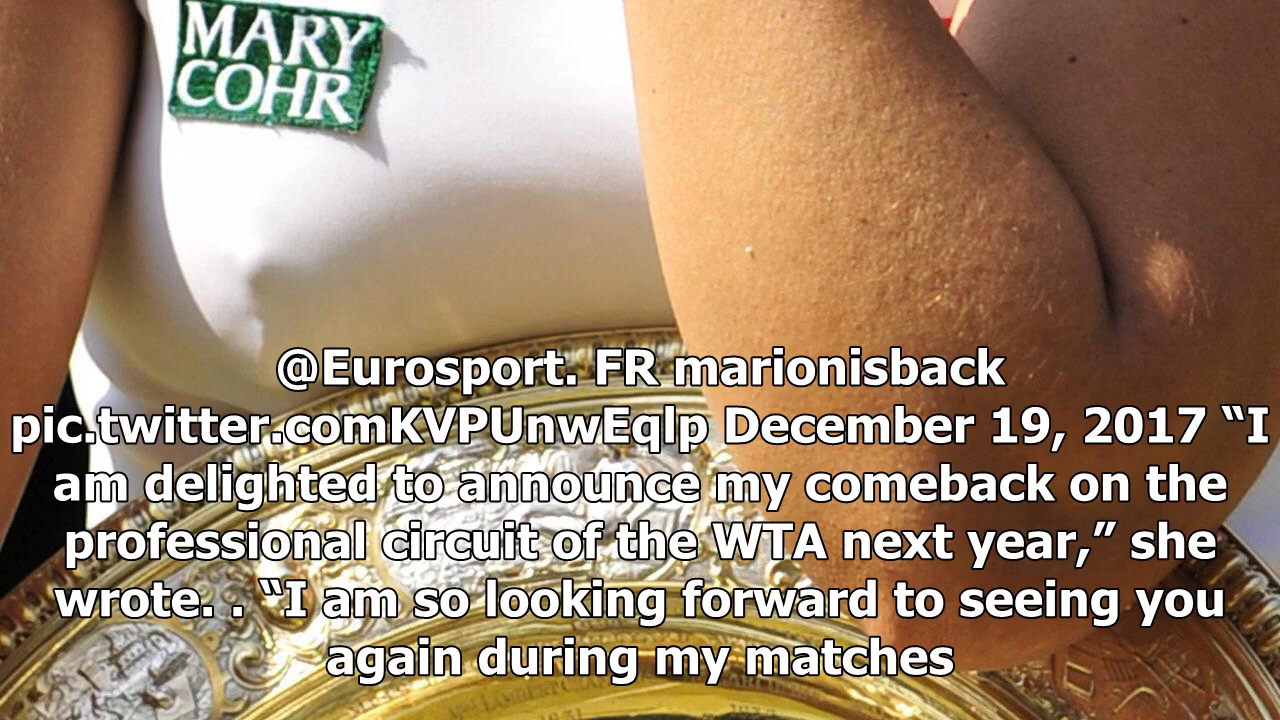 MARY
COHR
@Eurosport. FR marionisback
pic.twitter.comKVPUnwEqlp December 19, 2017 “I
am delighted to announce my comeback on the
professional circuit of the WTA next year,” she
wrote. . “I am so looking forward to seeing you
again during my matches